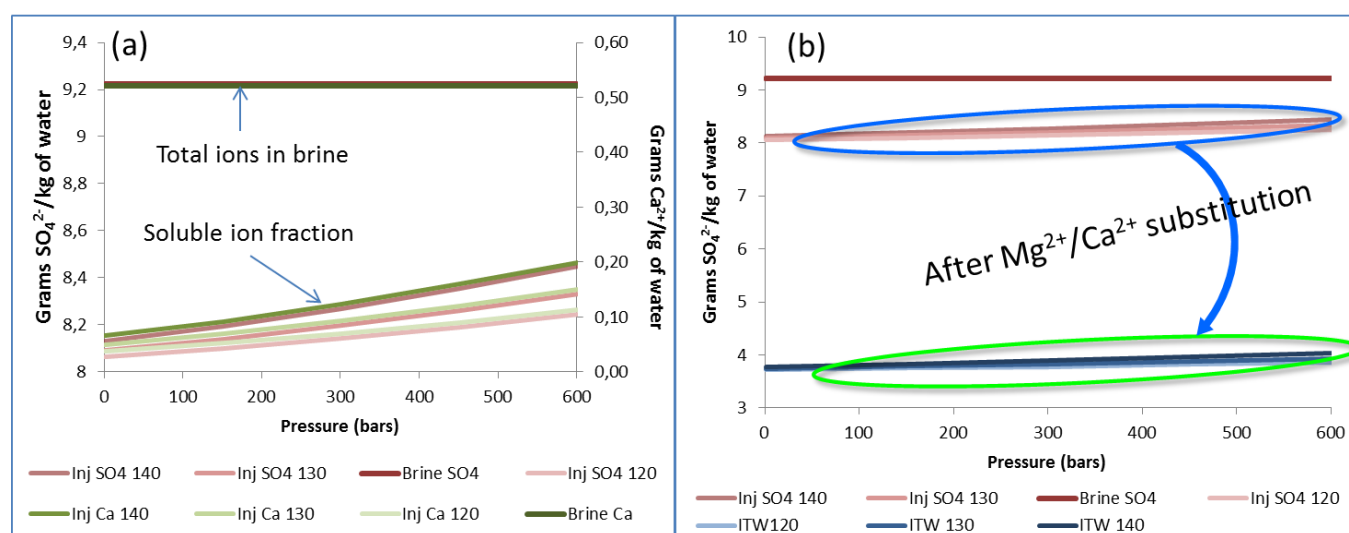 (a)
9,4
9,2
9
8,8
8,6
8,4
8,2
8
Grams SO₄²⁻/kg of water
0,60
0,50
0,40
0,30
0,20
0,10
0,00
Grams Ca²⁺/kg of water
Total ions in brine
Soluble ion fraction
0 100 200 300 400 500 600
Pressure (bars)
Inj SO4 140 Inj SO4 130 Brine SO4 Inj SO4 120
Inj Ca 140 Inj Ca 130 Inj Ca 120 Brine Ca
(b)
10
9
8
7
6
5
4
3
Grams SO₄²⁻/kg of water
After Mg²⁺/Ca²⁺ substitution
0 100 200 300 400 500 600
Pressure (bars)
Inj SO4 140 Inj SO4 130 Brine SO4 Inj SO4 120
ITW120 ITW 130 ITW 140